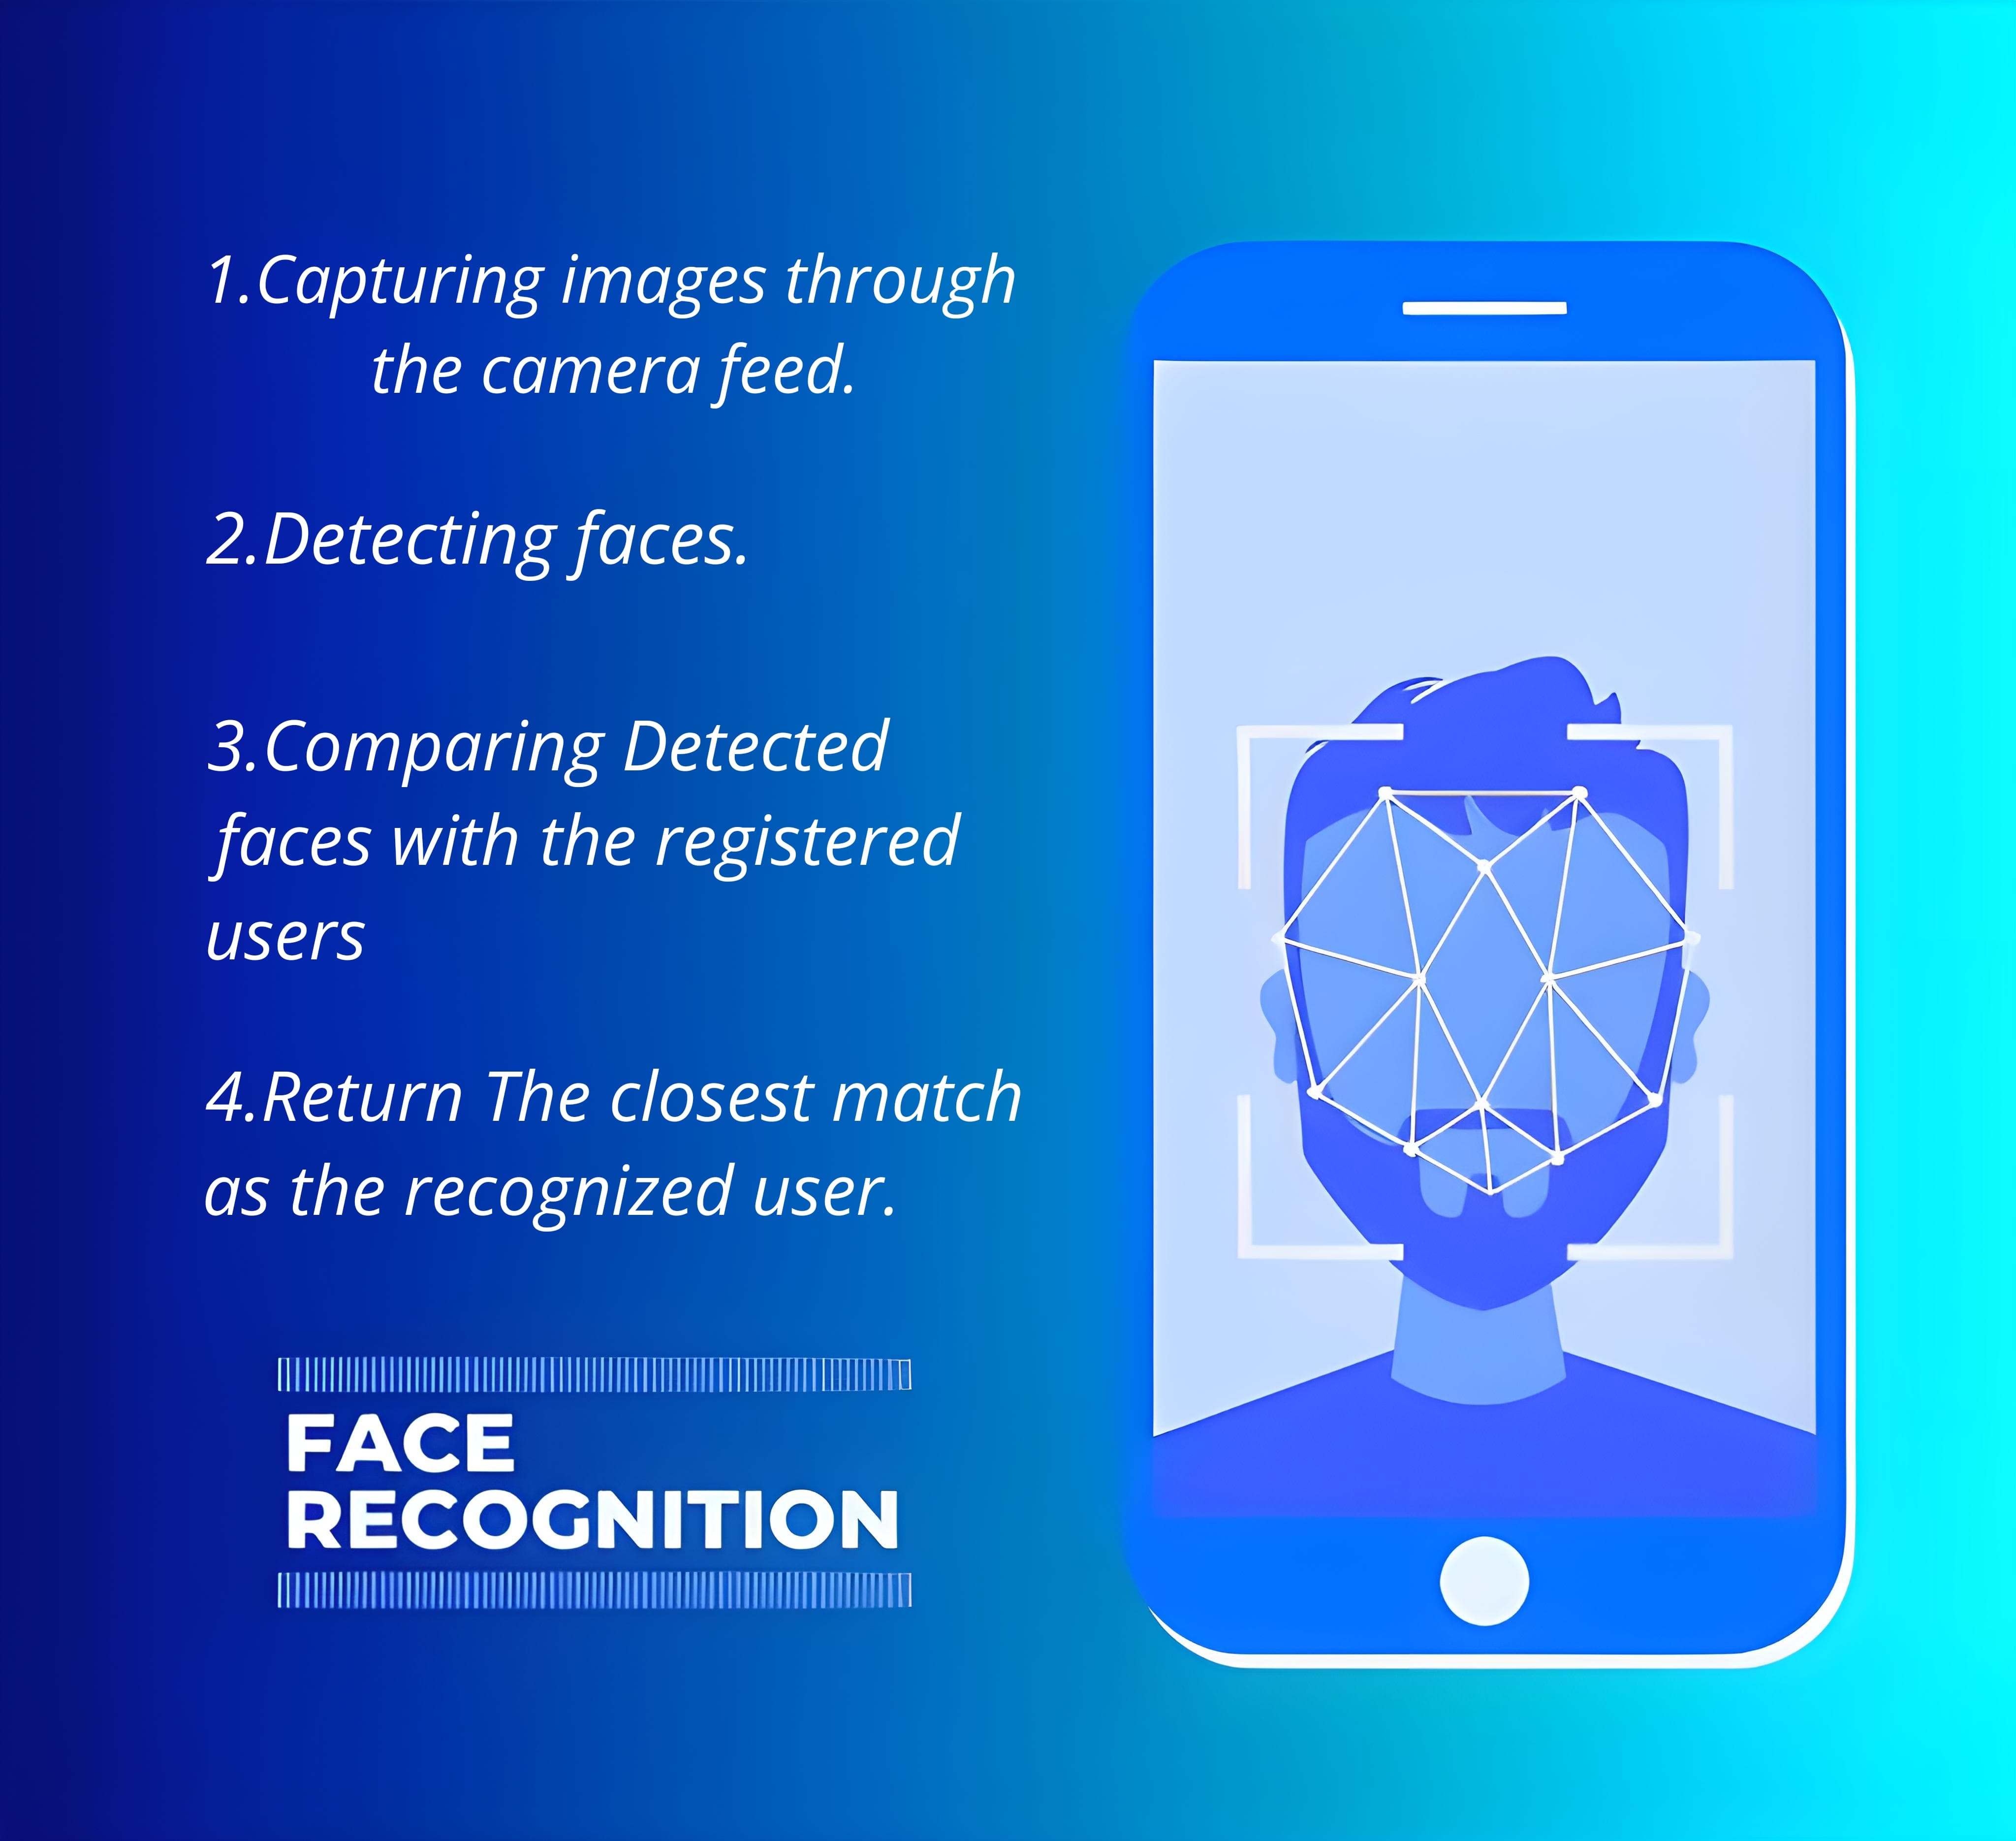 1.Capturing images through
the camera feed.
2.Detecting faces.
3.Comparing Detected
faces with the registered
users
4.Return The closest match
as the recognized user.
FACE
RECOGNITION